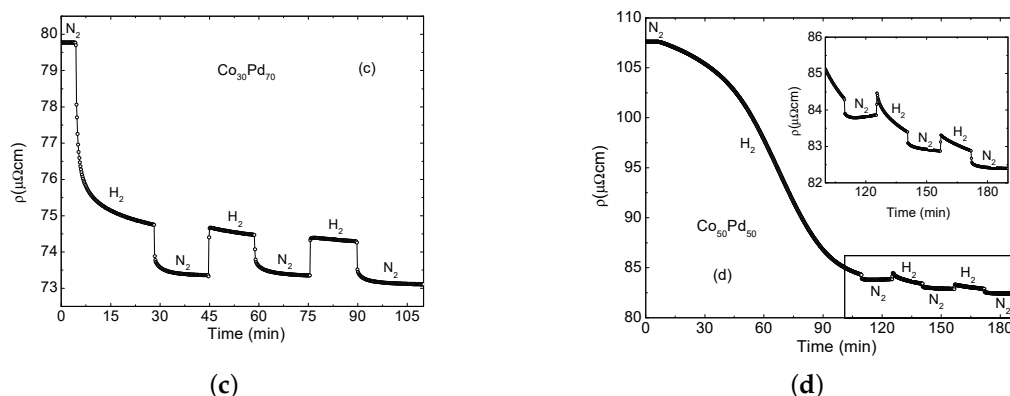 80
79
78
77
76
75
74
73
0 15 30 45 60 75 90 105
ρ(μΩcm)
Time (min)
N₂
Co₃₀Pd₇₀
(c)
H₂
H₂
H₂
N₂
N₂
N₂
(c)
110
105
100
95
90
85
80
0 30 60 90 120 150 180
ρ(μΩcm)
Time (min)
N₂
H₂
Co₅₀Pd₅₀
(d)
H₂
H₂
N₂
N₂
N₂
86
85
84
83
82
120 150 180
ρ(μΩcm)
Time (min)
N₂
H₂
N₂
H₂
N₂
(d)